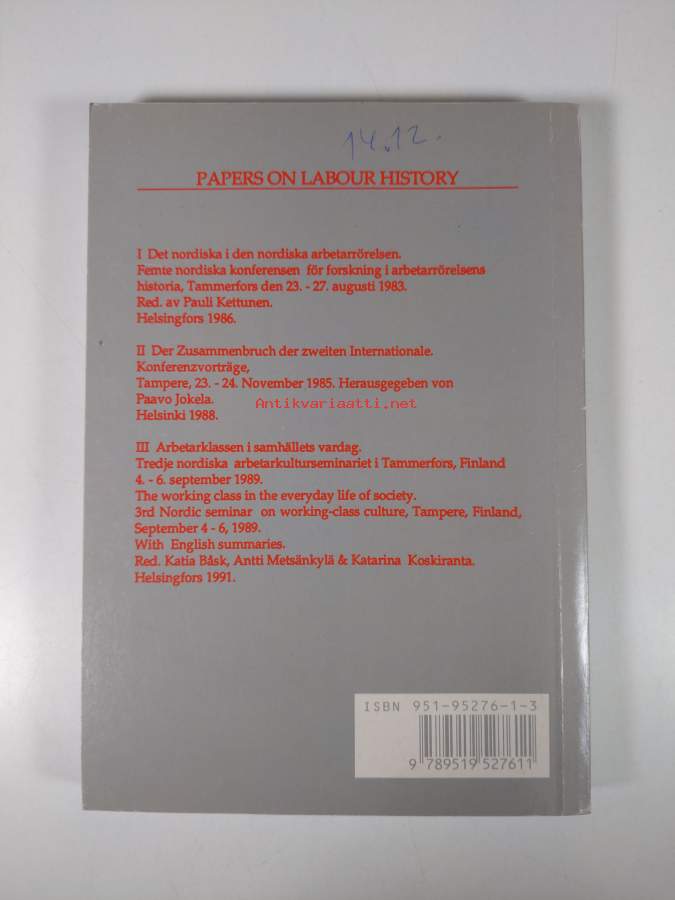 14.12.
PAPERS ON LABOUR HISTORY
I Det nordiska i den nordiska arbetarrörelsen.
Femte nordiska konferensen för forskning i arbetarrörelsens
historia, Tammerfors den 23. - 27. augusti 1983.
Red. av Pauli Kettunen.
Helsingfors 1986.
II Der Zusammenbruch der zweiten Internationale.
Konferenzvorträge,
Tampere, 23. - 24. November 1985. Herausgegeben von
Paavo Jokela.
Antikvariaatti.net
Helsinki 1988.
III Arbetarklassen i samhällets vardag.
Tredje nordiska arbetarkulturseminariet i Tammerfors, Finland
4. - 6. september 1989.
The working class in the everyday life of society.
3rd Nordic seminar on working-class culture, Tampere, Finland,
September 4 - 6, 1989.
With English summaries.
Red. Katia Båsk, Antti Metsänkylä & Katarina Koskiranta.
Helsingfors 1991.
ISBN 951-95276-1-3
9 789519 527611